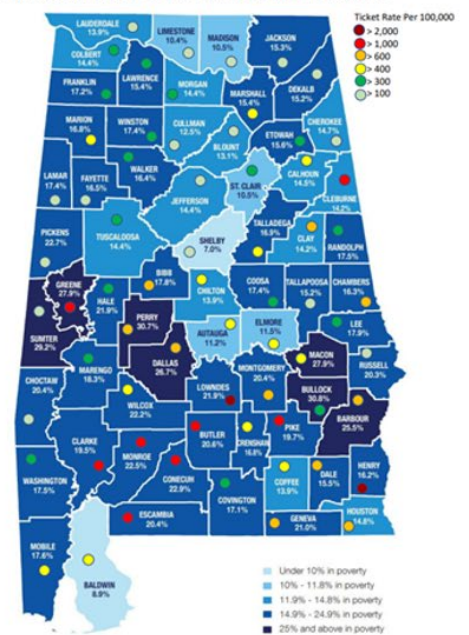 Ticket Rate Per 100,000
> 2,000
> 1,000
> 600
> 400
> 300
> 100
LAUDERDALE
13.9%
LIMESTONE
10.4%
MADISON
10.5%
JACKSON
15.3%
COLBERT
14.4%
LAWRENCE
15.4%
FRANKLIN
17.2%
MORGAN
14.4%
MARSHALL
15.4%
DEKALB
15.2%
MARION
16.8%
WINSTON
17.4%
CULLMAN
12.5%
BLOUNT
13.1%
ETOWAH
15.6%
CHEROKEE
14.7%
LAMAR
17.4%
FAYETTE
16.5%
WALKER
16.4%
JEFFERSON
14.4%
ST. CLAIR
10.5%
CALHOUN
14.5%
CLEBURNE
14.2%
PICKENS
22.7%
TUSCALOOSA
14.4%
SHELBY
7.0%
TALLADEGA
16.9%
CLAY
14.2%
RANDOLPH
17.5%
GREENE
27.9%
HALE
21.9%
BIBB
17.8%
CHILTON
13.9%
COOSA
17.4%
TALLAPOOSA
15.2%
CHAMBERS
16.3%
SUMTER
29.2%
PERRY
30.7%
AUTAUGA
11.2%
ELMORE
11.5%
LEE
17.9%
MACON
27.9%
RUSSELL
20.3%
CHOCTAW
20.4%
MARENGO
18.3%
DALLAS
26.7%
LOWNDES
21.9%
MONTGOMERY
20.4%
BULLOCK
30.8%
BARBOUR
25.5%
WILCOX
22.2%
CLARKE
19.5%
MONROE
22.5%
BUTLER
20.6%
CRENSHAW
16.8%
PIKE
19.7%
WASHINGTON
17.5%
CONECUH
22.9%
COVINGTON
17.1%
COFFEE
13.9%
DALE
15.5%
HENRY
16.2%
ESCAMBIA
20.4%
GENEVA
21.0%
HOUSTON
14.8%
MOBILE
17.6%
BALDWIN
8.9%
Under 10% in poverty
10% - 11.8% in poverty
11.9% - 14.8% in poverty
14.9% - 24.9% in poverty
25% and above in poverty